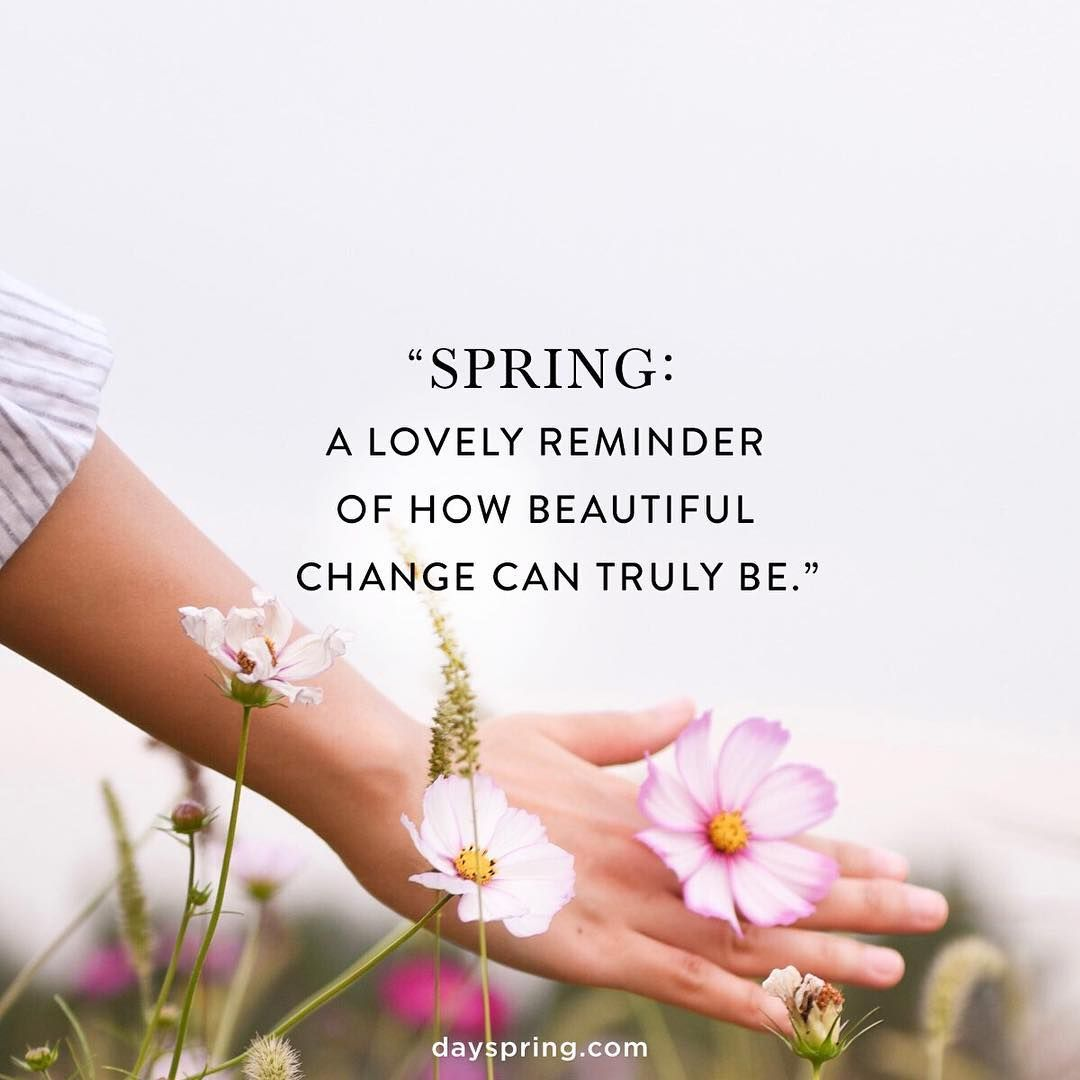 “SPRING:
A LOVELY REMINDER
OF HOW BEAUTIFUL
CHANGE CAN TRULY BE.”
dayspring.com